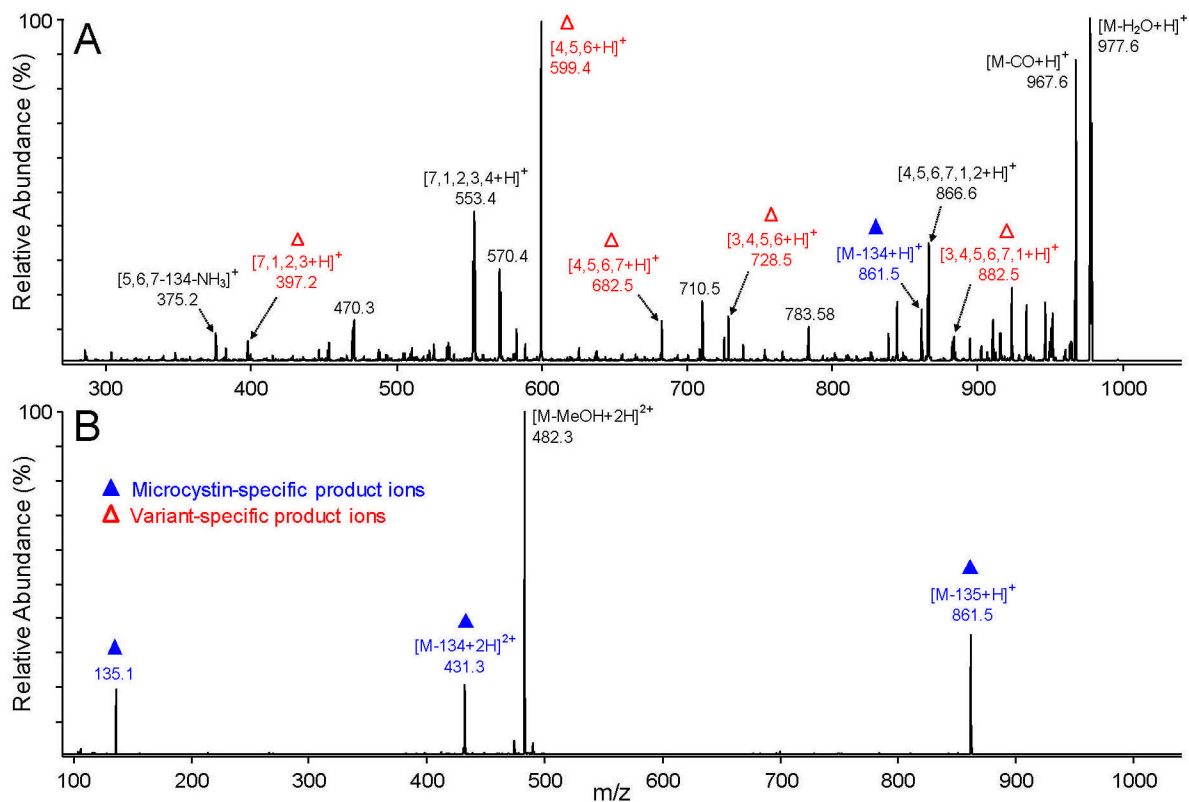 A
Relative Abundance (%)
100
[4,5,6+H]⁺
599.4
[M-H₂O+H]⁺
977.6
[M-CO+H]⁺
967.6
[7,1,2,3,4+H]⁺
553.4
[4,5,6,7,1,2+H]⁺
866.6
[3,4,5,6+H]⁺
728.5
[M-134+H]⁺
861.5
[3,4,5,6,7,1+H]⁺
882.5
[4,5,6,7+H]⁺
682.5
[7,1,2,3+H]⁺
397.2
[5,6,7-134-NH₃]⁺
375.2
570.4
470.3
710.5
783.58
300 400 500 600 700 800 900 1000
B
Relative Abundance (%)
100
[M-MeOH+2H]²⁺
482.3
Microcystin-specific product ions
Variant-specific product ions
[M-135+H]⁺
861.5
[M-134+2H]²⁺
431.3
135.1
100 200 300 400 500 600 700 800 900 1000
m/z